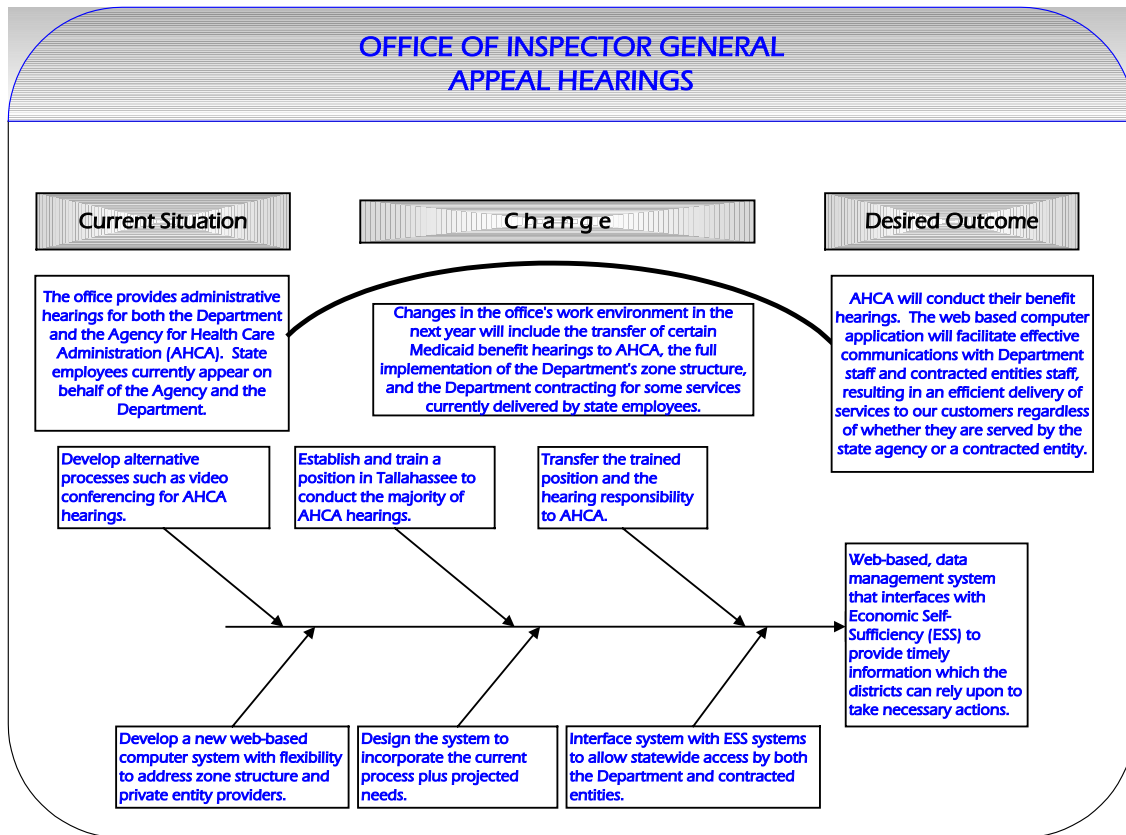 OFFICE OF INSPECTOR GENERAL
APPEAL HEARINGS
Current Situation
C h a n g e
Desired Outcome
The office provides administrative
hearings for both the Department
and the Agency for Health Care
Administration (AHCA).  State
employees currently appear on
behalf of the Agency and the
Department.
Changes in the office's work environment in the
next year will include the transfer of certain
Medicaid benefit hearings to AHCA, the full
implementation of the Department's zone structure,
and the Department contracting for some services
currently delivered by state employees.
AHCA will conduct their benefit
hearings.  The web based computer
application will facilitate effective
communications with Department
staff and contracted entities staff,
resulting in an efficient delivery of
services to our customers regardless
of whether they are served by the
state agency or a contracted entity.
Develop alternative
processes such as video
conferencing for AHCA
hearings.
Establish and train a
position in Tallahassee to
conduct the majority of
AHCA hearings.
Transfer the trained
position and the
hearing responsibility
to AHCA.
Web-based, data
management system
that interfaces with
Economic Self-
Sufficiency (ESS) to
provide timely
information which the
districts can rely upon to
take necessary actions.
Develop a new web-based
computer system with flexibility
to address zone structure and
private entity providers.
Design the system to
incorporate the current
process plus projected
needs.
Interface system with ESS systems
to allow statewide access by both
the Department and contracted
entities.